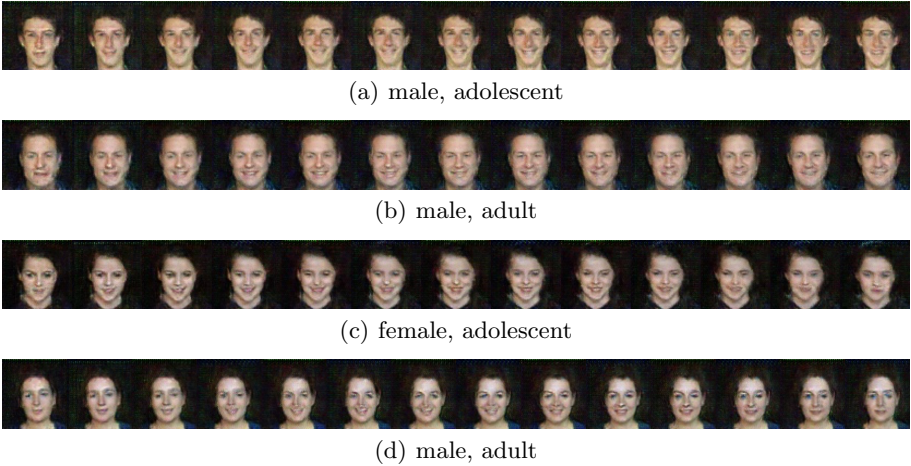 (a) male, adolescent
(b) male, adult
(c) female, adolescent
(d) male, adult